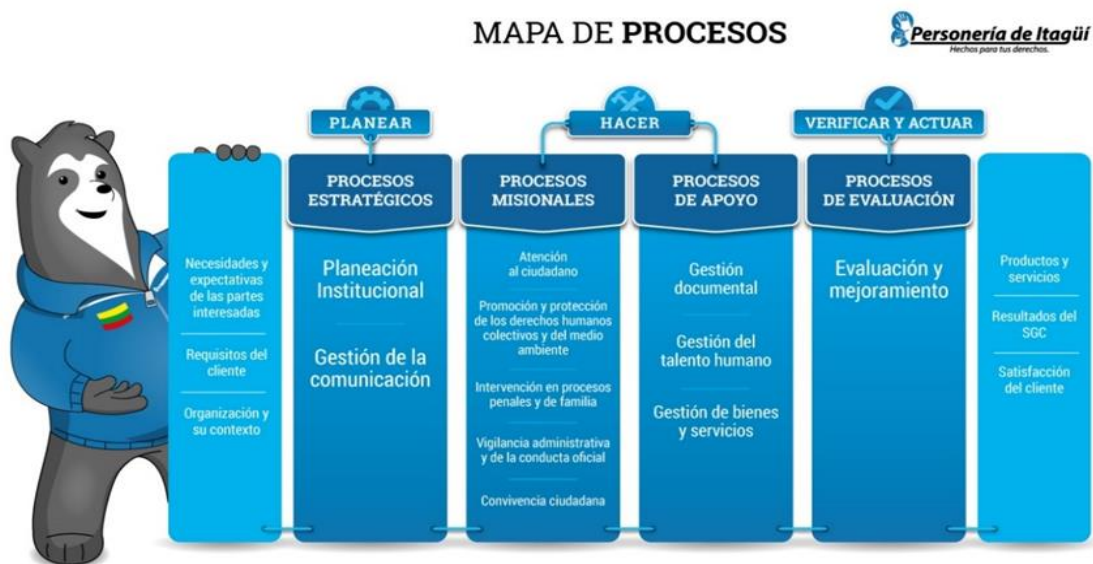 MAPA DE PROCESOS
Personería de Itagüí
Hechos para tus derechos.
PLANEAR
HACER
VERIFICAR Y ACTUAR
Necesidades y
expectativas
de las partes
interesadas
Requisitos del
cliente
Organización y
su contexto
PROCESOS
ESTRATÉGICOS
Planeación
Institucional
Gestión de la
comunicación
PROCESOS
MISIONALES
Atención
al ciudadano
Promoción y protección
de los derechos humanos
colectivos y del medio
ambiente
Intervención en procesos
penales y de familia
Vigilancia administrativa
y de la conducta oficial
Convivencia ciudadana
PROCESOS
DE APOYO
Gestión
documental
Gestión del
talento humano
Gestión de bienes
y servicios
PROCESOS
DE EVALUACIÓN
Evaluación y
mejoramiento
Productos y
servicios
Resultados del
SGC
Satisfacción
del cliente